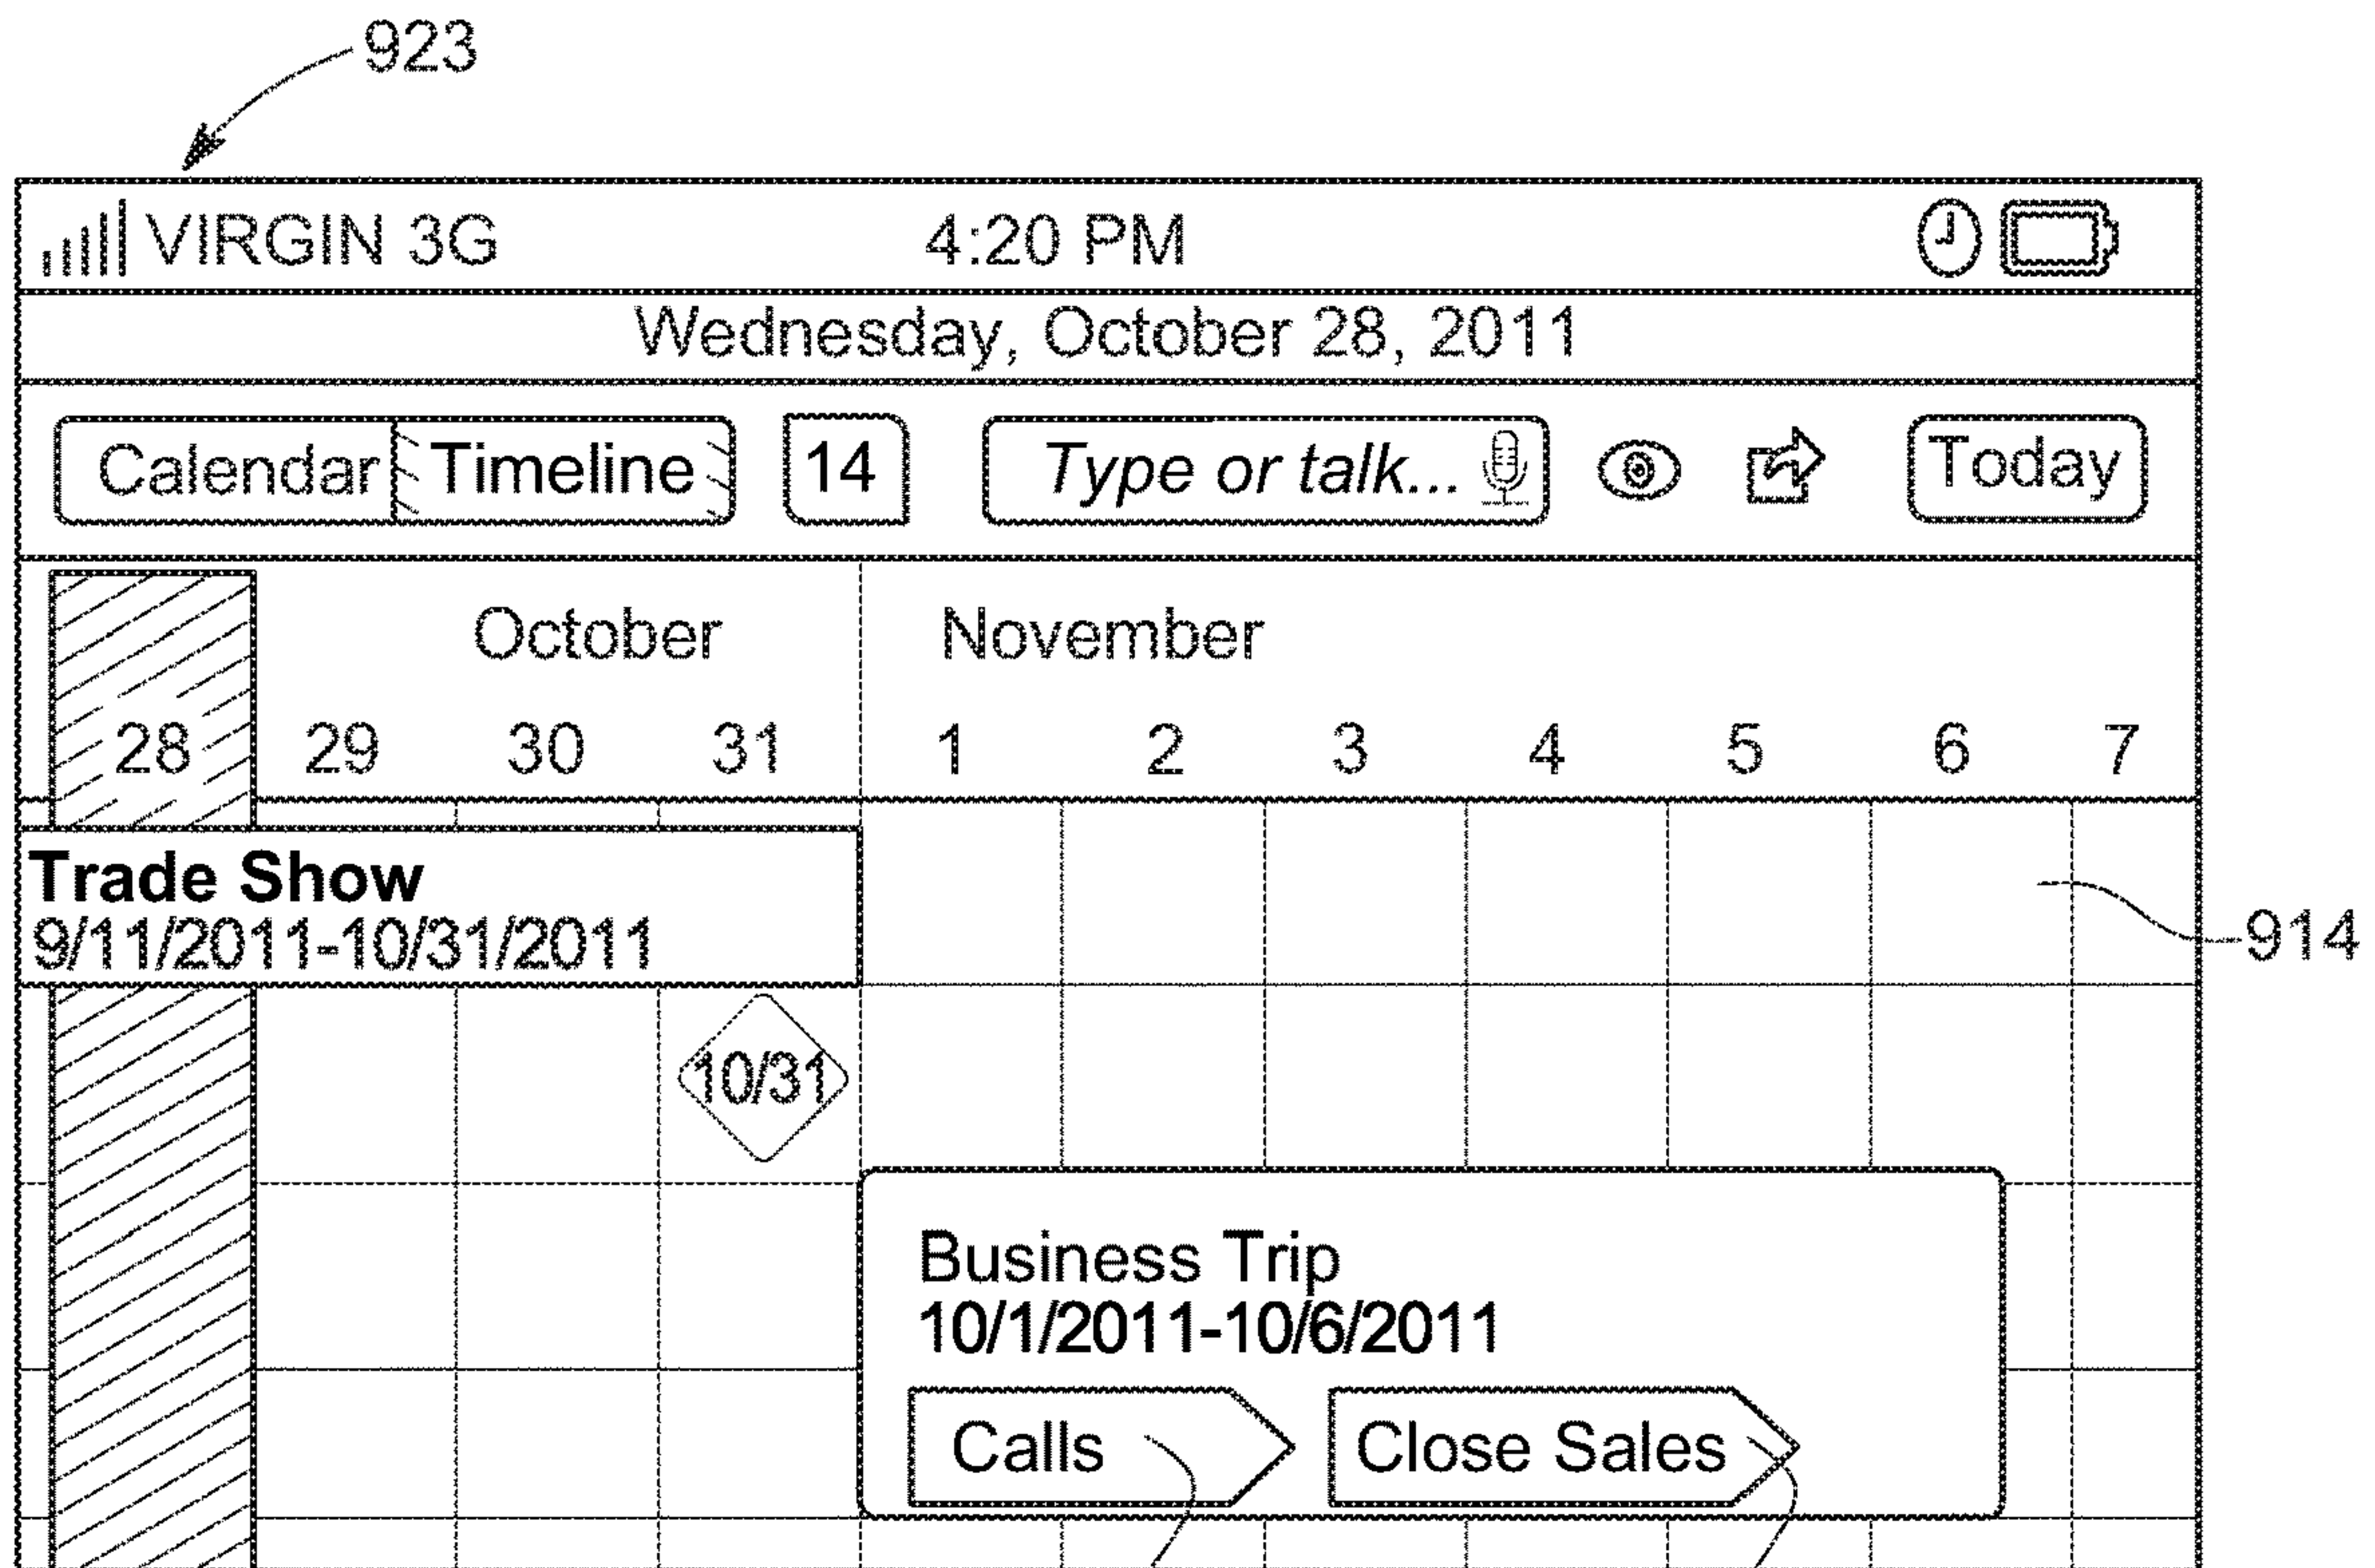 923
VIRGIN 3G 4:20 PM
Wednesday, October 28, 2011
Calendar Timeline 14 Type or talk... Today
October November
28 29 30 31 1 2 3 4 5 6 7
Trade Show
9/11/2011-10/31/2011
914
10/31
Business Trip
10/1/2011-10/6/2011
Calls Close Sales